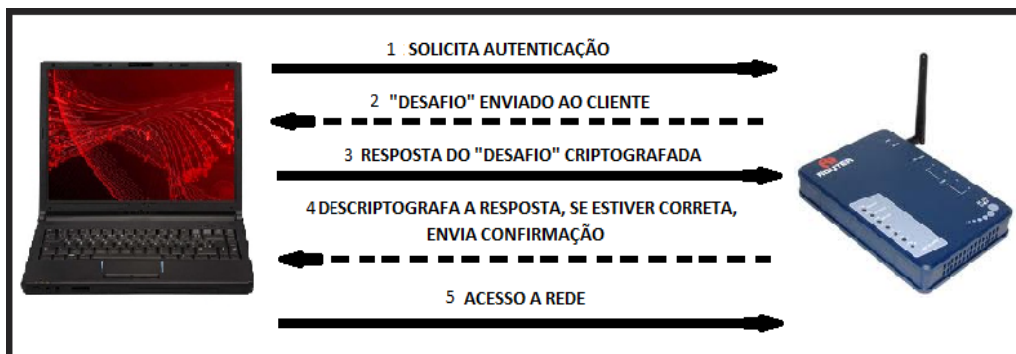 1 SOLICITA AUTENTICAÇÃO
2 "DESAFIO" ENVIADO AO CLIENTE
3 RESPOSTA DO "DESAFIO" CRIPTOGRAFADA
4 DESCRIPTOGRAFA A RESPOSTA, SE ESTIVER CORRETA,
ENVIA CONFIRMAÇÃO
5 ACESSO A REDE
ROUTER